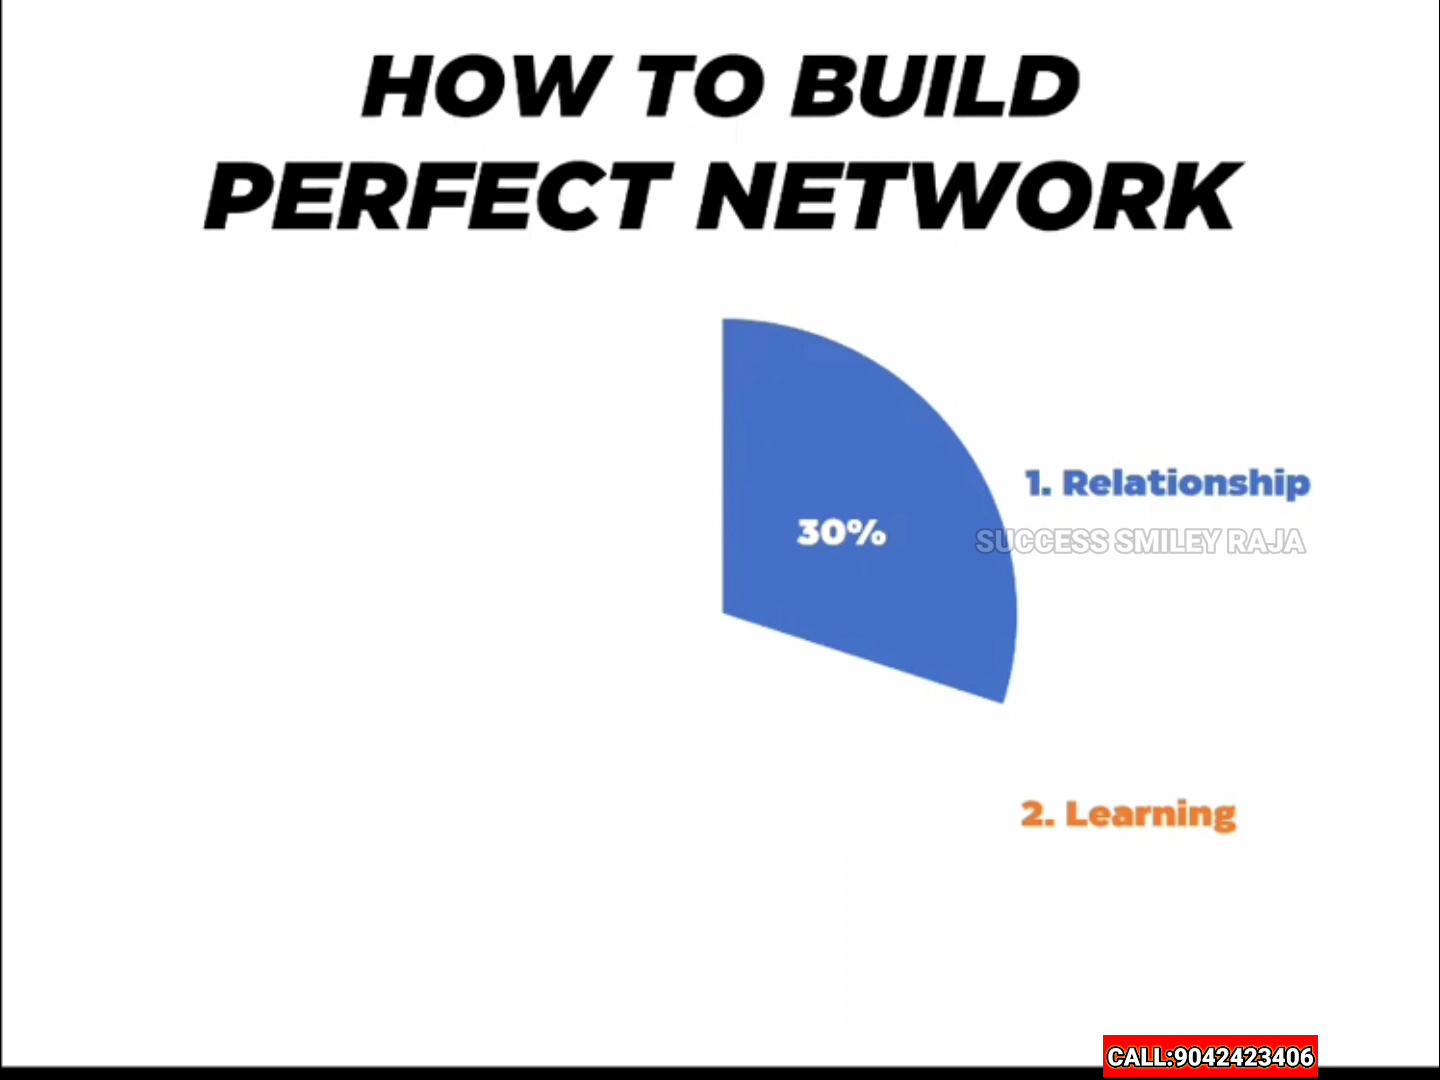 HOW TO BUILD
PERFECT NETWORK
1. Relationship
30%
SUCCESS SMILEY RAJA
2. Learning
CALL:9042423406